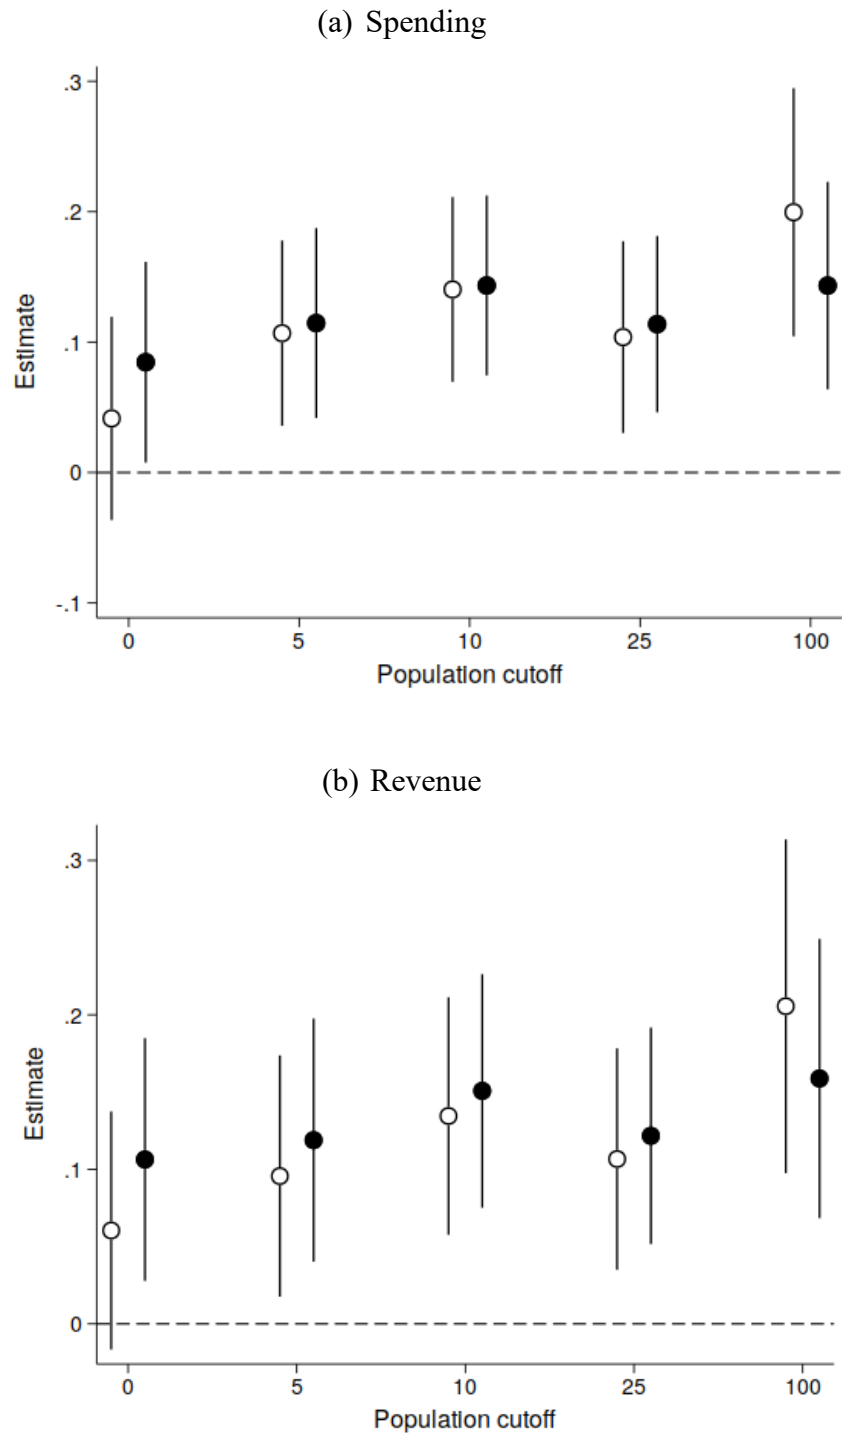 (a) Spending
.3
.2
.1
0
-.1
Estimate
0 5 10 25 100
Population cutoff
(b) Revenue
.3
.2
.1
0
Estimate
0 5 10 25 100
Population cutoff